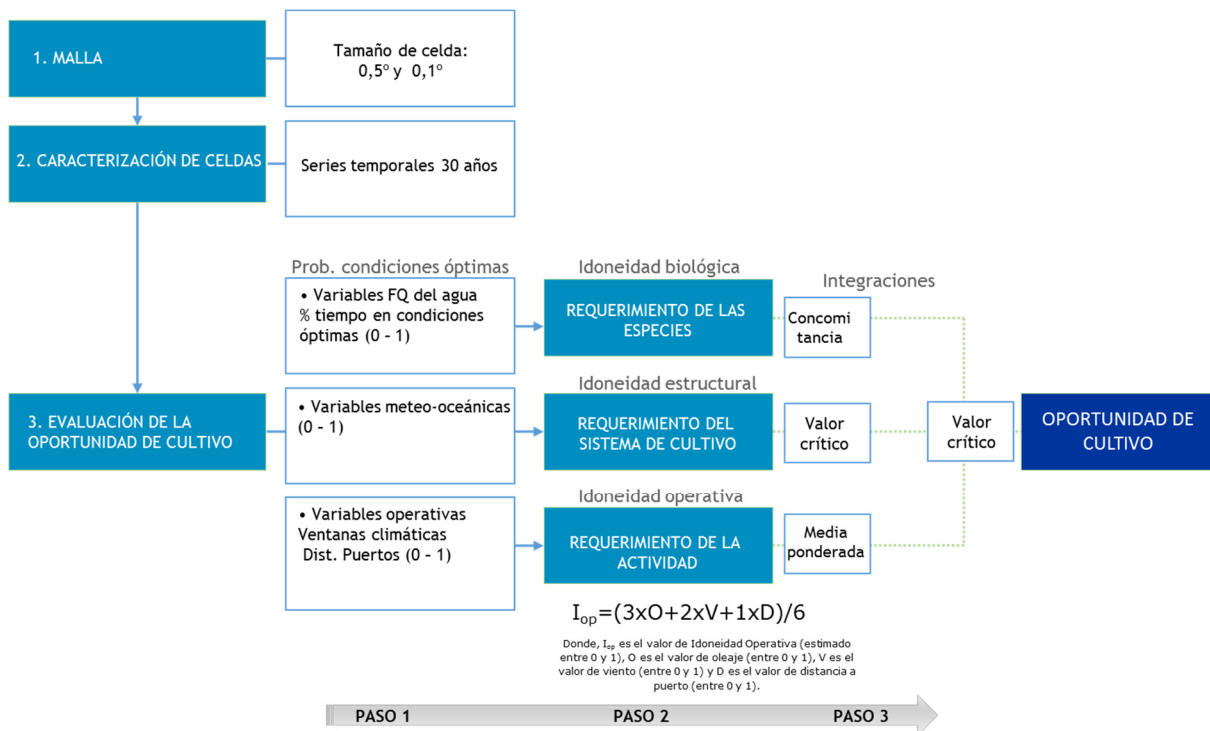 1. MALLA
Tamaño de celda:
0,5º y 0,1º
2. CARACTERIZACIÓN DE CELDAS
Series temporales 30 años
Prob. condiciones óptimas
Idoneidad biológica
Integraciones
• Variables FQ del agua
% tiempo en condiciones
óptimas (0 - 1)
REQUERIMIENTO DE LAS
ESPECIES
Concomi
tancia
3. EVALUACIÓN DE LA
OPORTUNIDAD DE CULTIVO
• Variables meteo-oceánicas
(0 - 1)
Idoneidad estructural
REQUERIMIENTO DEL
SISTEMA DE CULTIVO
Valor
crítico
Valor
crítico
OPORTUNIDAD DE
CULTIVO
• Variables operativas
Ventanas climáticas
Dist. Puertos (0 - 1)
Idoneidad operativa
REQUERIMIENTO DE LA
ACTIVIDAD
Media
ponderada
Iop=(3xO+2xV+1xD)/6
Donde, Iop es el valor de Idoneidad Operativa (estimado
entre 0 y 1), O es el valor de oleaje (entre 0 y 1), V es el
valor de viento (entre 0 y 1) y D es el valor de distancia a
puerto (entre 0 y 1).
PASO 1
PASO 2
PASO 3